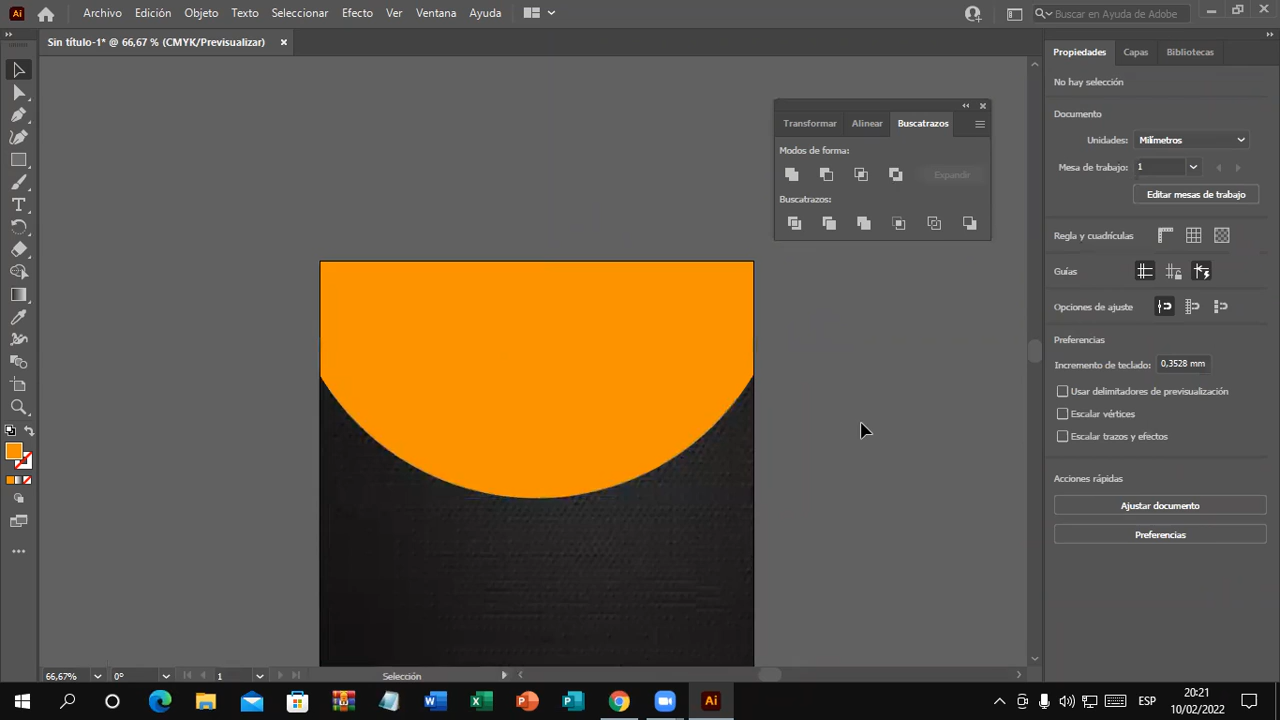 Ai Archivo Edición Objeto Texto Seleccionar Efecto Ver Ventana Ayuda Buscar en Ayuda de Adobe
Sin título-1* @ 66,67 % (CMYK/Previsualizar)
Transformar Alinear Buscatrazos
Modos de forma:
Expandir
Buscatrazos:
Propiedades Capas Bibliotecas
No hay selección
Documento
Unidades: Milímetros
Mesa de trabajo: 1
Editar mesas de trabajo
Regla y cuadrículas
Guías
Opciones de ajuste
Preferencias
Incremento de teclado: 0,3528 mm
Usar delimitadores de previsualización
Escalar vértices
Escalar trazos y efectos
Acciones rápidas
Ajustar documento
Preferencias
66,67% 0º 1 Selección
Ai ESP 20:21
10/02/2022